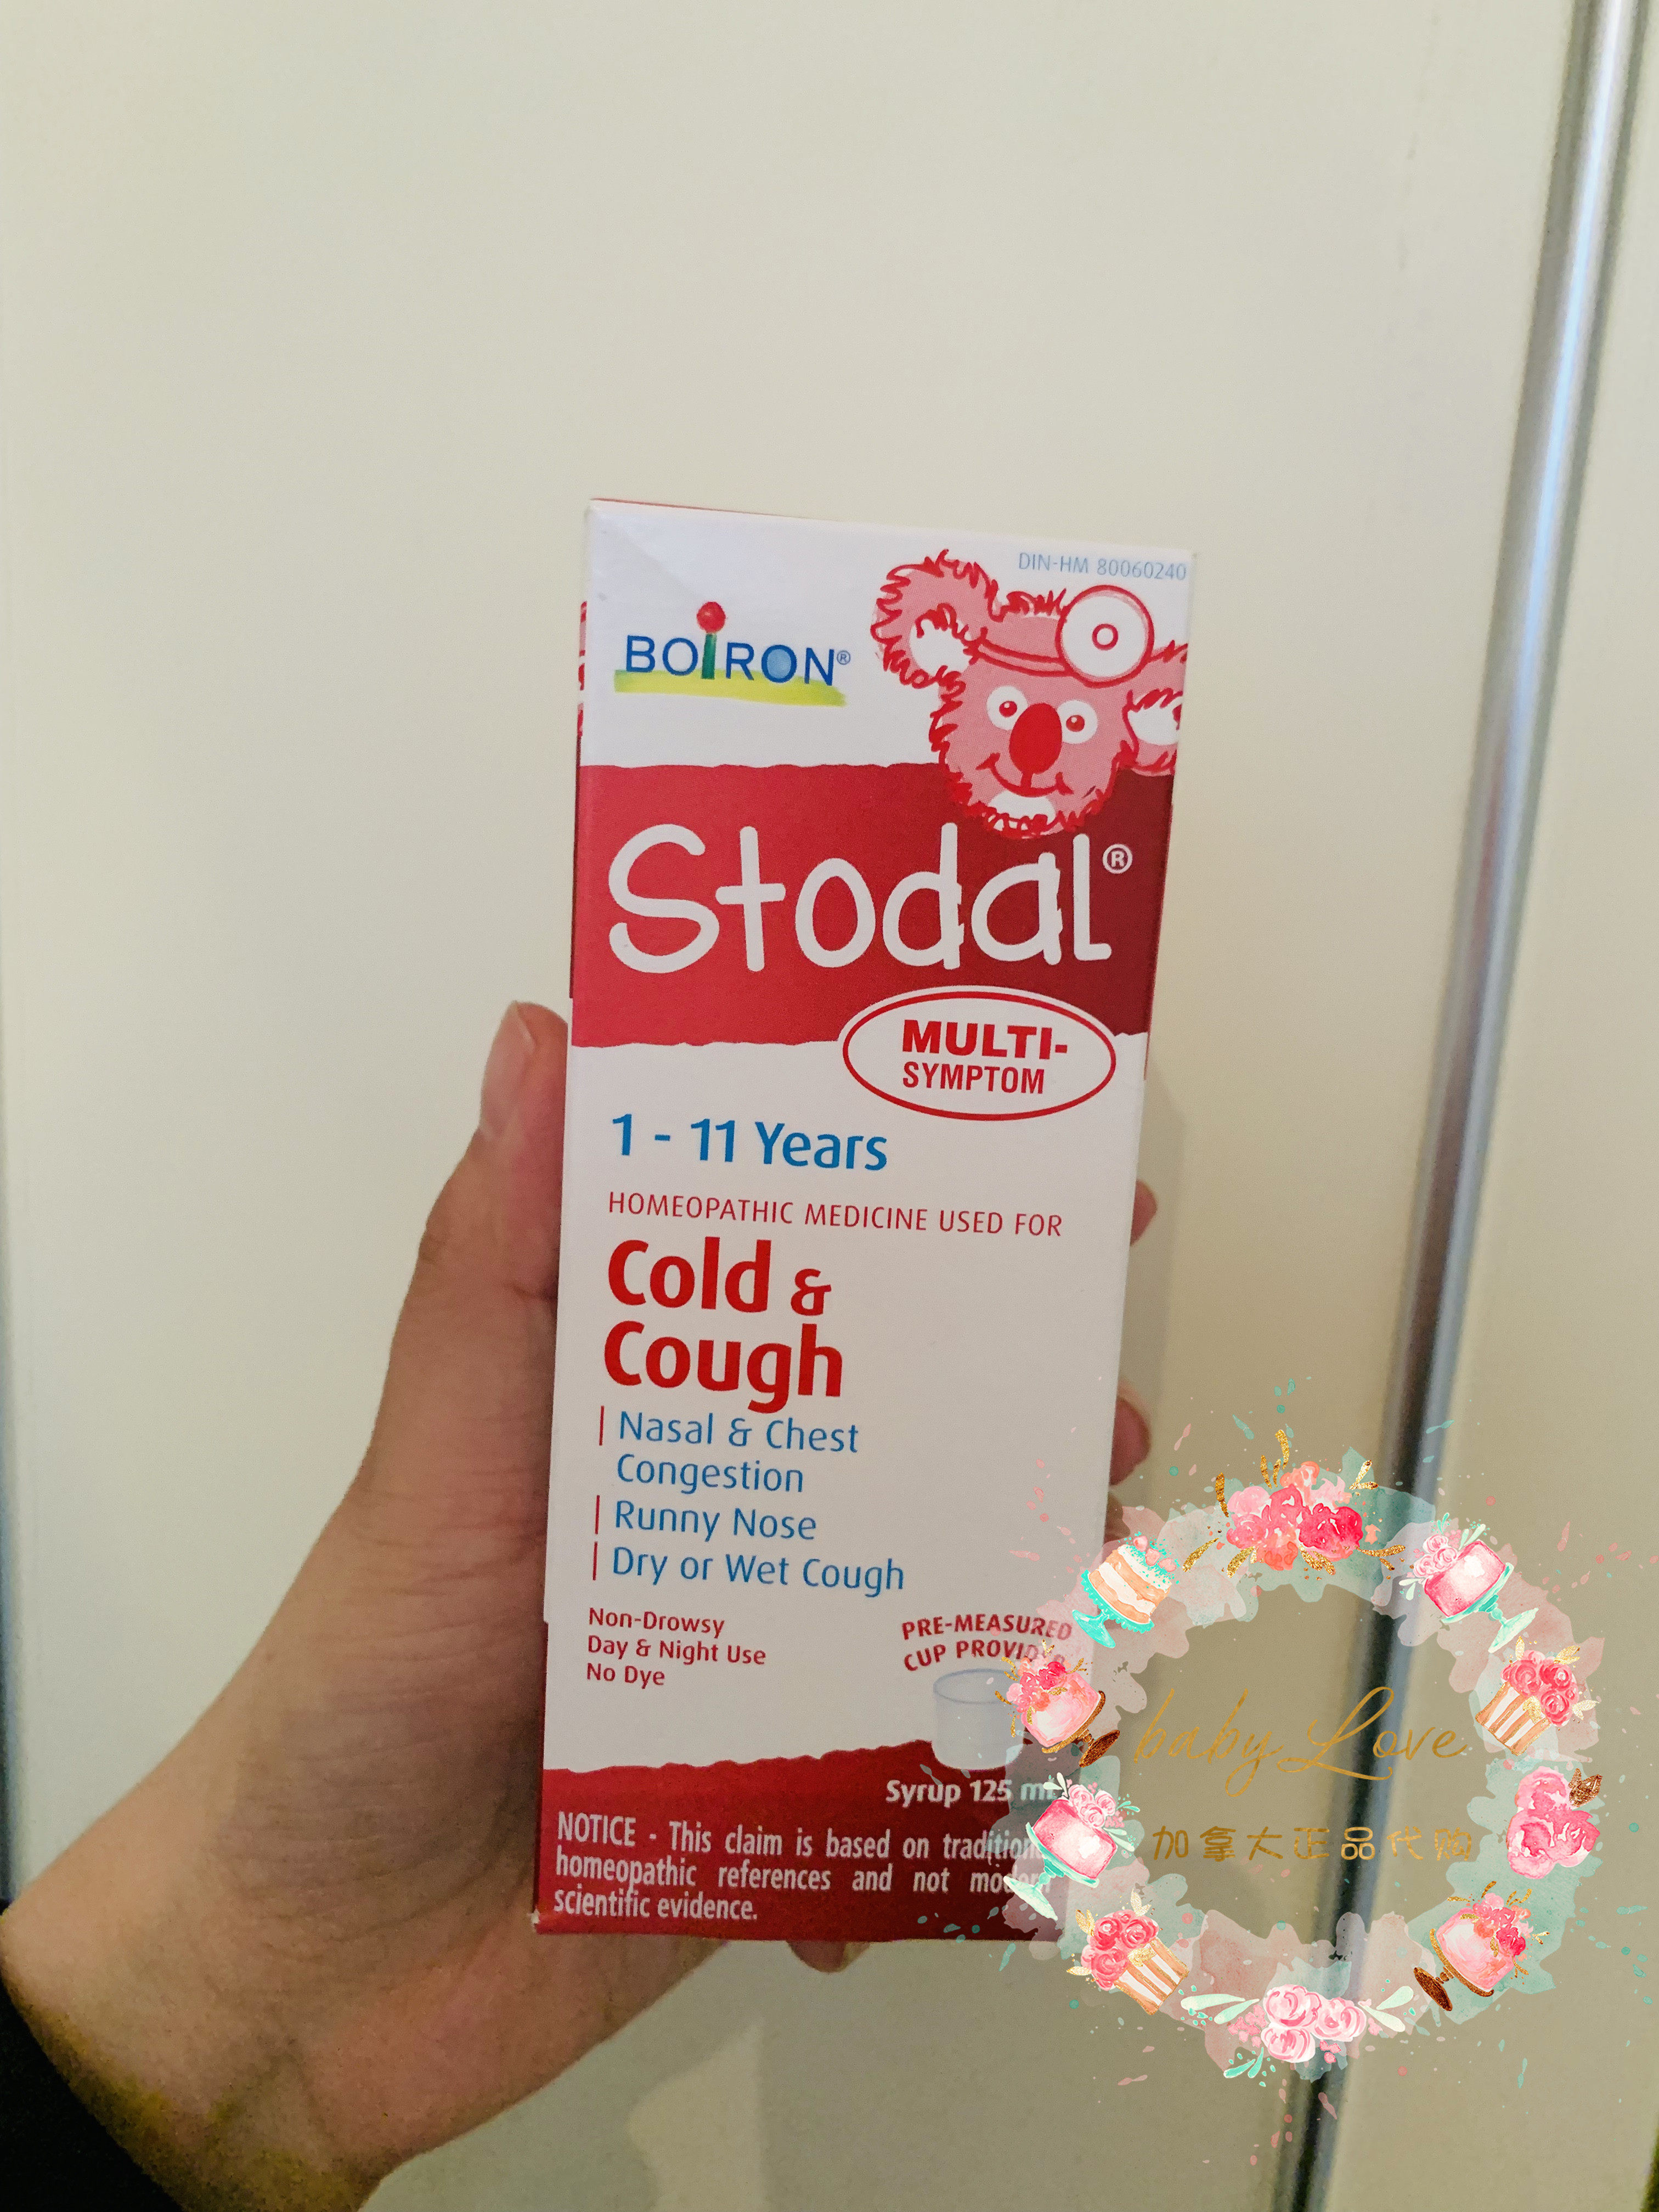 DIN-HM 80060240
BOIRON®
Stodal®
MULTI-
SYMPTOM
1 - 11 Years
HOMEOPATHIC MEDICINE USED FOR
Cold &
Cough
Nasal & Chest
Congestion
Runny Nose
Dry or Wet Cough
Non-Drowsy
Day & Night Use
No Dye
PRE-MEASURED
CUP
Syrup 125
NOTICE - This claim is based on
homeopathic references and not
scientific evidence.
baby Love
加拿大正品代购